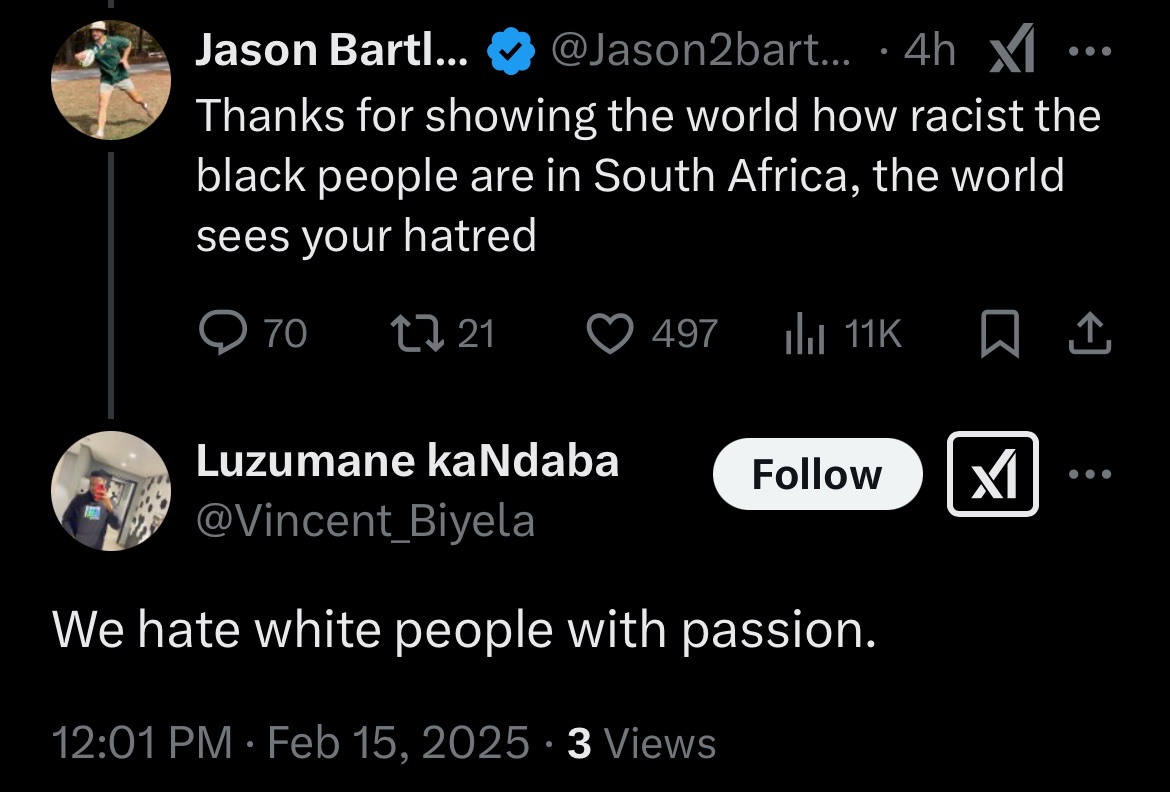 Jason Bartl... @Jason2bart... · 4h
Thanks for showing the world how racist the
black people are in South Africa, the world
sees your hatred
70 21 497 11K
Luzumane kaNdaba Follow
@Vincent_Biyela
We hate white people with passion.
12:01 PM · Feb 15, 2025 · 3 Views